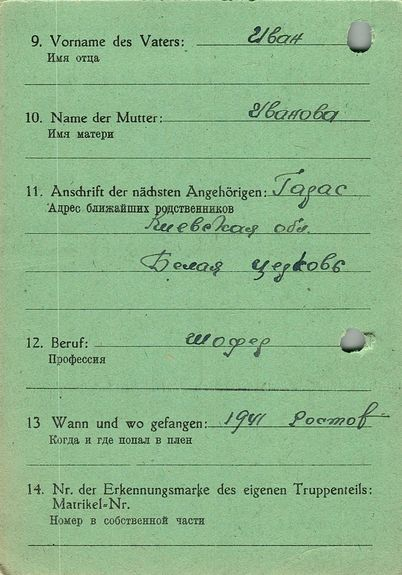 9. Vorname des Vaters: Иван
Имя отца
10. Name der Mutter: Иванова
Имя матери
11. Anschrift der nächsten Angehörigen: Тарас
Адрес ближайших родственников
Киевская обл.
Белая церковь
12. Beruf: шофер
Профессия
13 Wann und wo gefangen: 1941 Ростов
Когда и где попал в плен
14. Nr. der Erkennungsmarke des eigenen Truppenteils:
Matrikel-Nr.
Номер в собственной части